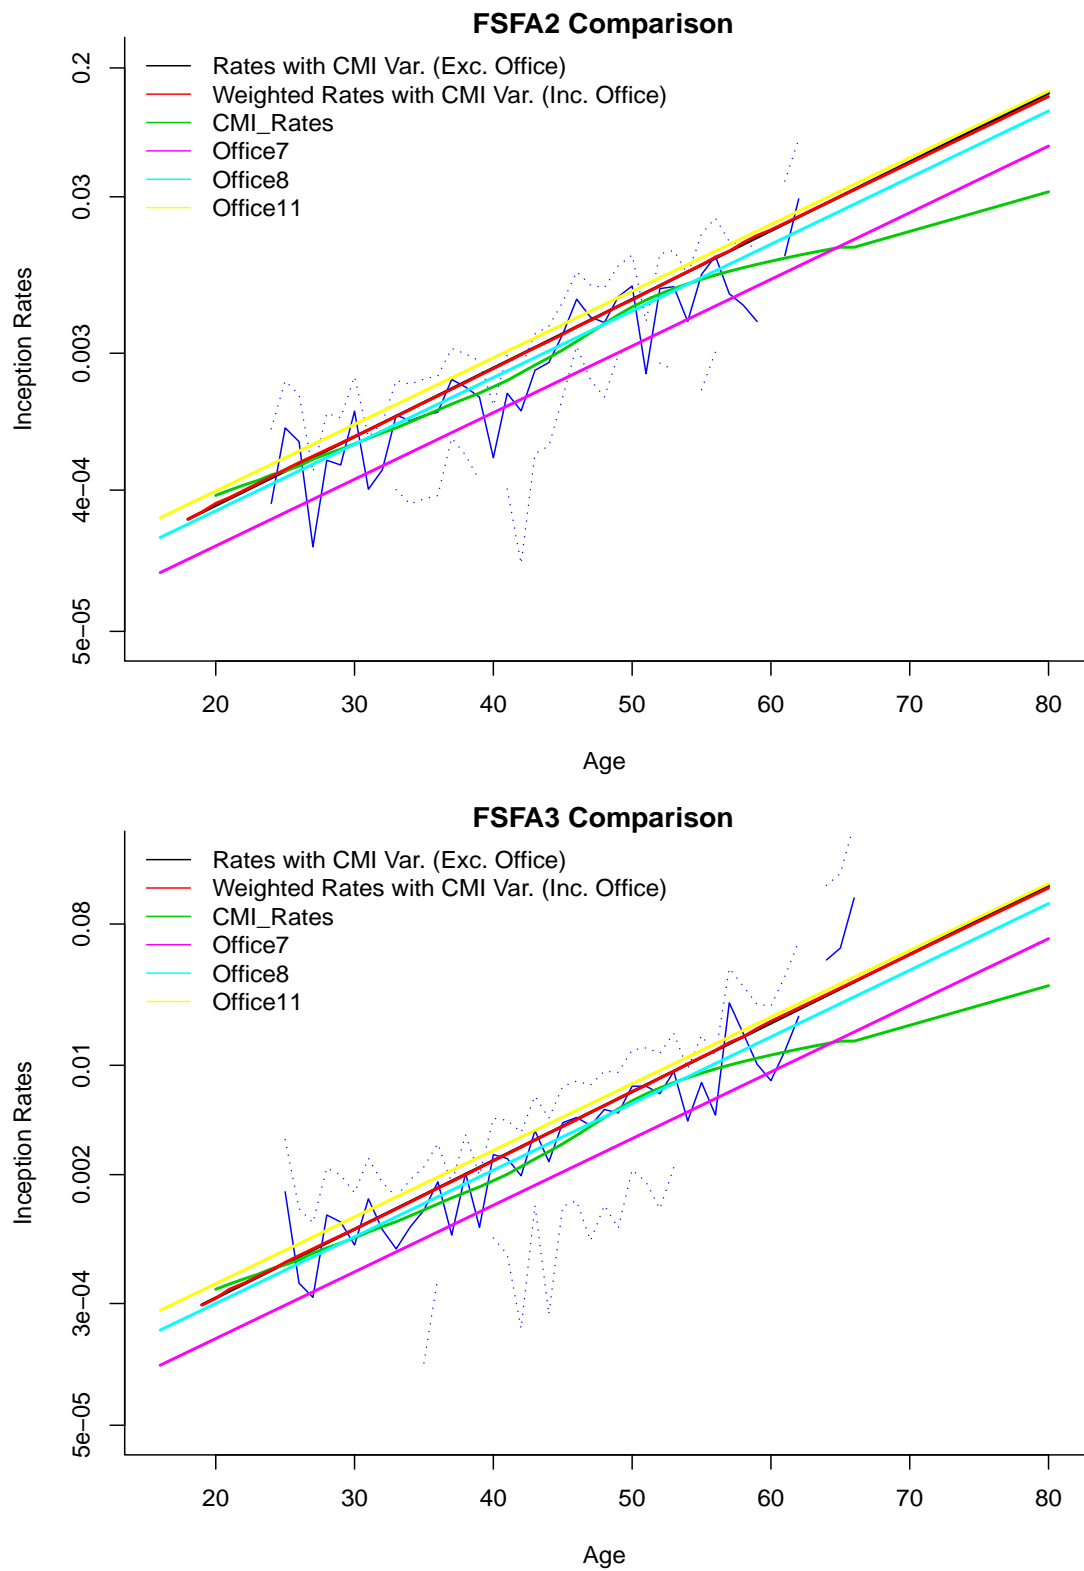 FSFA2 Comparison
Rates with CMI Var. (Exc. Office)
Weighted Rates with CMI Var. (Inc. Office)
CMI_Rates
Office7
Office8
Office11
Inception Rates
0.2
0.03
0.003
4e−04
5e−05
20 30 40 50 60 70 80
Age
FSFA3 Comparison
Rates with CMI Var. (Exc. Office)
Weighted Rates with CMI Var. (Inc. Office)
CMI_Rates
Office7
Office8
Office11
Inception Rates
0.08
0.01
0.002
3e−04
5e−05
20 30 40 50 60 70 80
Age